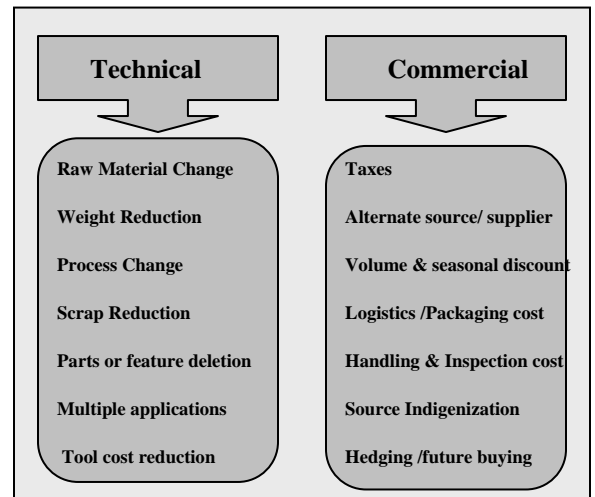 Technical
Raw Material Change
Weight Reduction
Process Change
Scrap Reduction
Parts or feature deletion
Multiple applications
Tool cost reduction
Commercial
Taxes
Alternate source/ supplier
Volume & seasonal discount
Logistics /Packaging cost
Handling & Inspection cost
Source Indigenization
Hedging /future buying